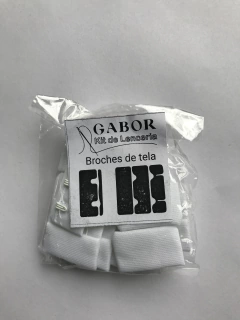 GABOR
Kit de Lencería
Broches de tela